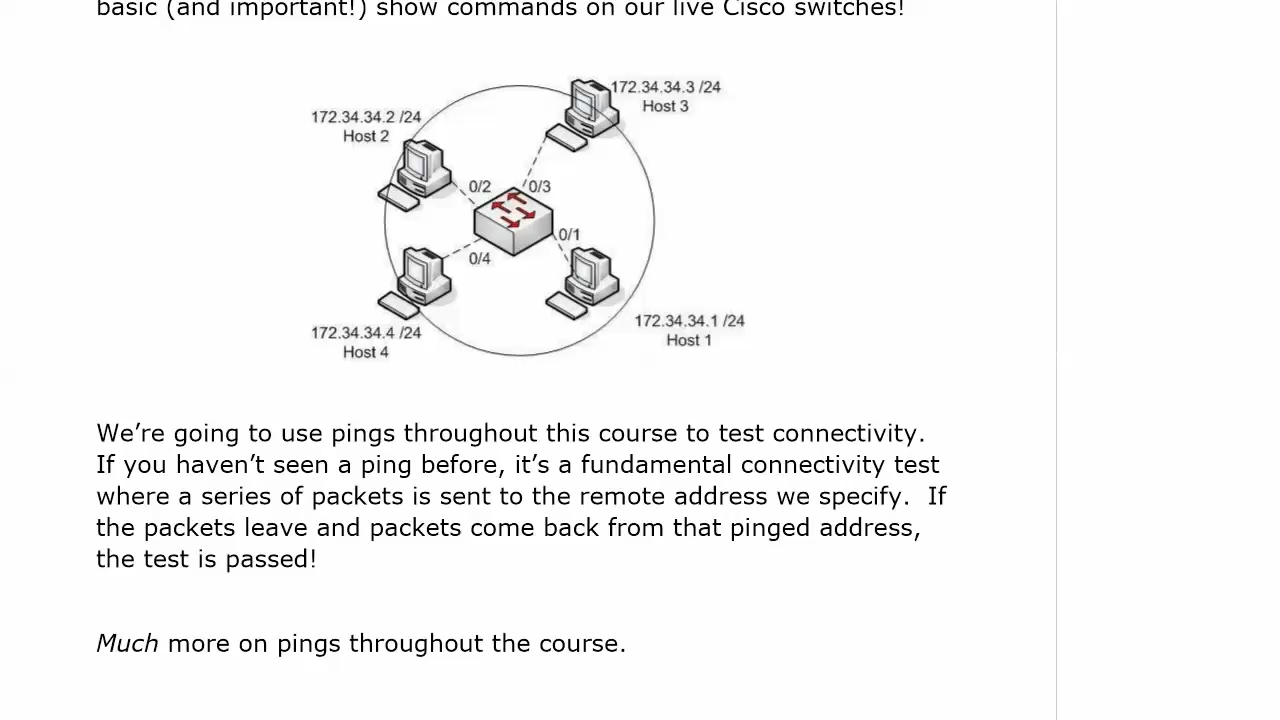 basic (and important!) show commands on our live Cisco switches!
172.34.34.3 /24
Host 3
172.34.34.2 /24
Host 2
0/2
0/3
0/1
0/4
172.34.34.4 /24
Host 4
172.34.34.1 /24
Host 1
We’re going to use pings throughout this course to test connectivity.
If you haven’t seen a ping before, it’s a fundamental connectivity test
where a series of packets is sent to the remote address we specify.  If
the packets leave and packets come back from that pinged address,
the test is passed!
Much more on pings throughout the course.